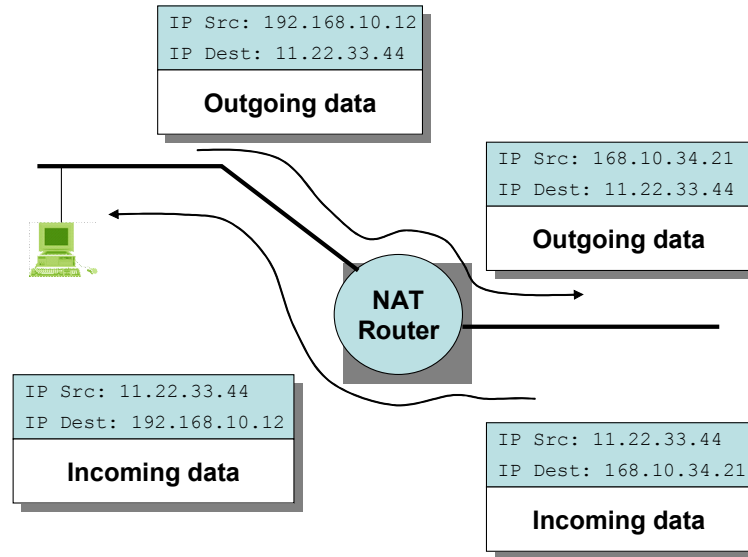 IP Src: 192.168.10.12
IP Dest: 11.22.33.44
Outgoing data
IP Src: 168.10.34.21
IP Dest: 11.22.33.44
Outgoing data
NAT
Router
IP Src: 11.22.33.44
IP Dest: 192.168.10.12
Incoming data
IP Src: 11.22.33.44
IP Dest: 168.10.34.21
Incoming data